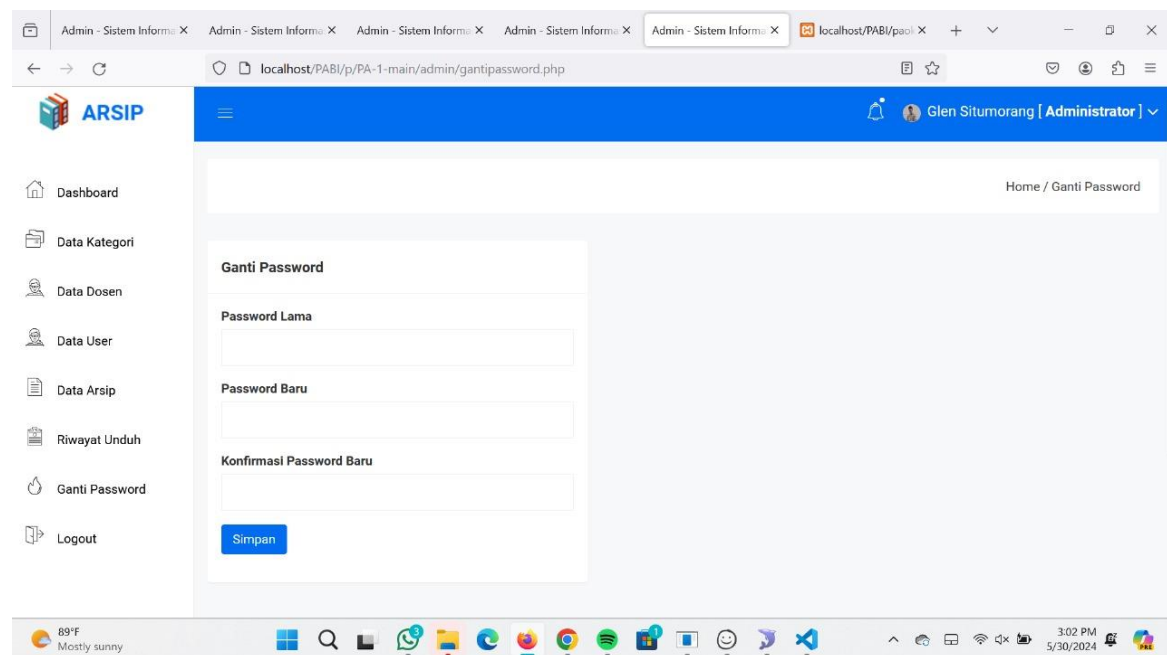 Admin - Sistem Informa Admin - Sistem Informa Admin - Sistem Informa Admin - Sistem Informa Admin - Sistem Informa localhost/PABI/paol
localhost/PABI/p/PA-1-main/admin/gantipassword.php
ARSIP
Glen Situmorang [ Administrator ]
Home / Ganti Password
Dashboard
Data Kategori
Data Dosen
Data User
Data Arsip
Riwayat Unduh
Ganti Password
Logout
Ganti Password
Password Lama
Password Baru
Konfirmasi Password Baru
Simpan
89°F
Mostly sunny
3
3:02 PM
5/30/2024
PRE